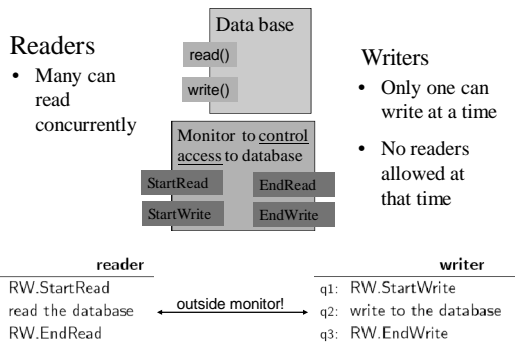 Data base
read()
write()
Readers
• Many can
read
concurrently
Writers
• Only one can
write at a time
• No readers
allowed at
that time
Monitor to control
access to database
StartRead
EndRead
StartWrite
EndWrite
reader
RW.StartRead
read the database
RW.EndRead
outside monitor!
writer
q1: RW.StartWrite
q2: write to the database
q3: RW.EndWrite